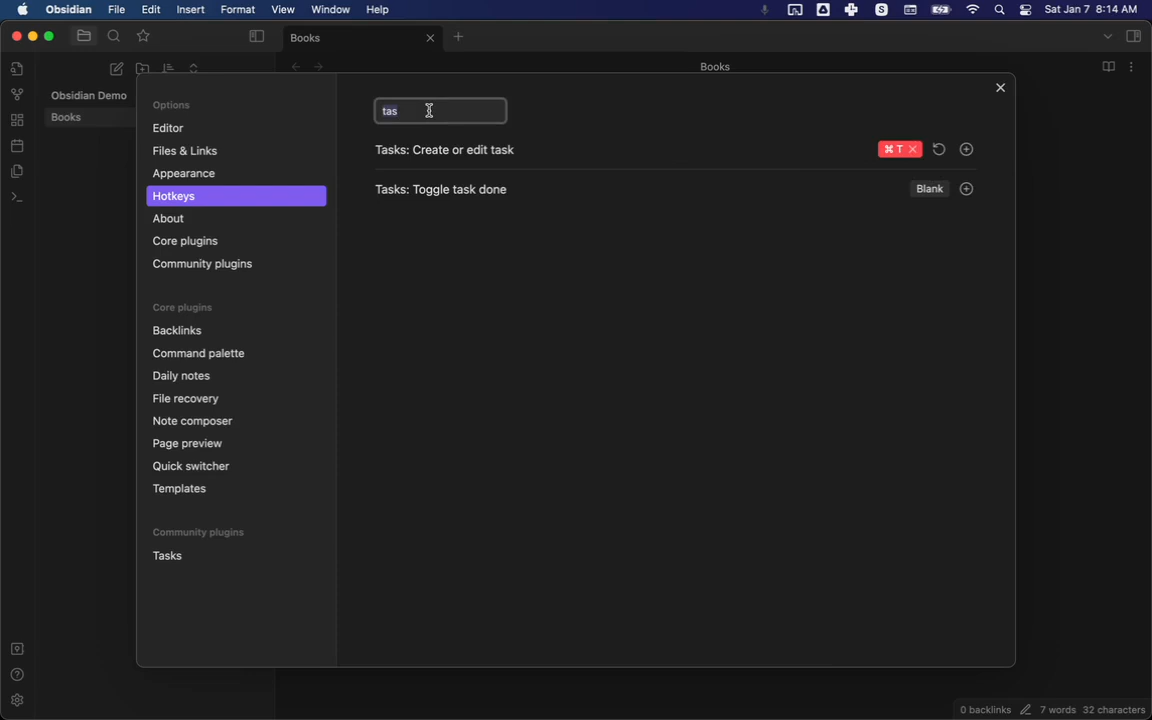 Obsidian File Edit Insert Format View Window Help Sat Jan 7 8:14 AM
Books
Books
Obsidian Demo
Books
Options
Editor
Files & Links
Appearance
Hotkeys
About
Core plugins
Community plugins
Core plugins
Backlinks
Command palette
Daily notes
File recovery
Note composer
Page preview
Quick switcher
Templates
Community plugins
Tasks
tas
Tasks: Create or edit task ⌘ T
Tasks: Toggle task done Blank
0 backlinks 7 words 32 characters